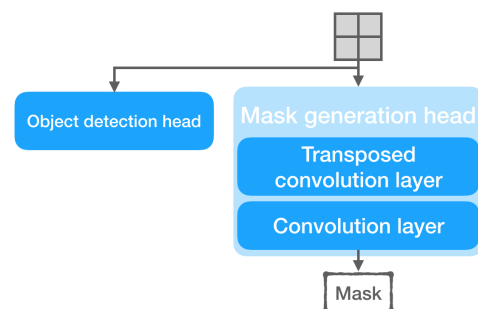 Object detection head
Mask generation head
Transposed
convolution layer
Convolution layer
Mask